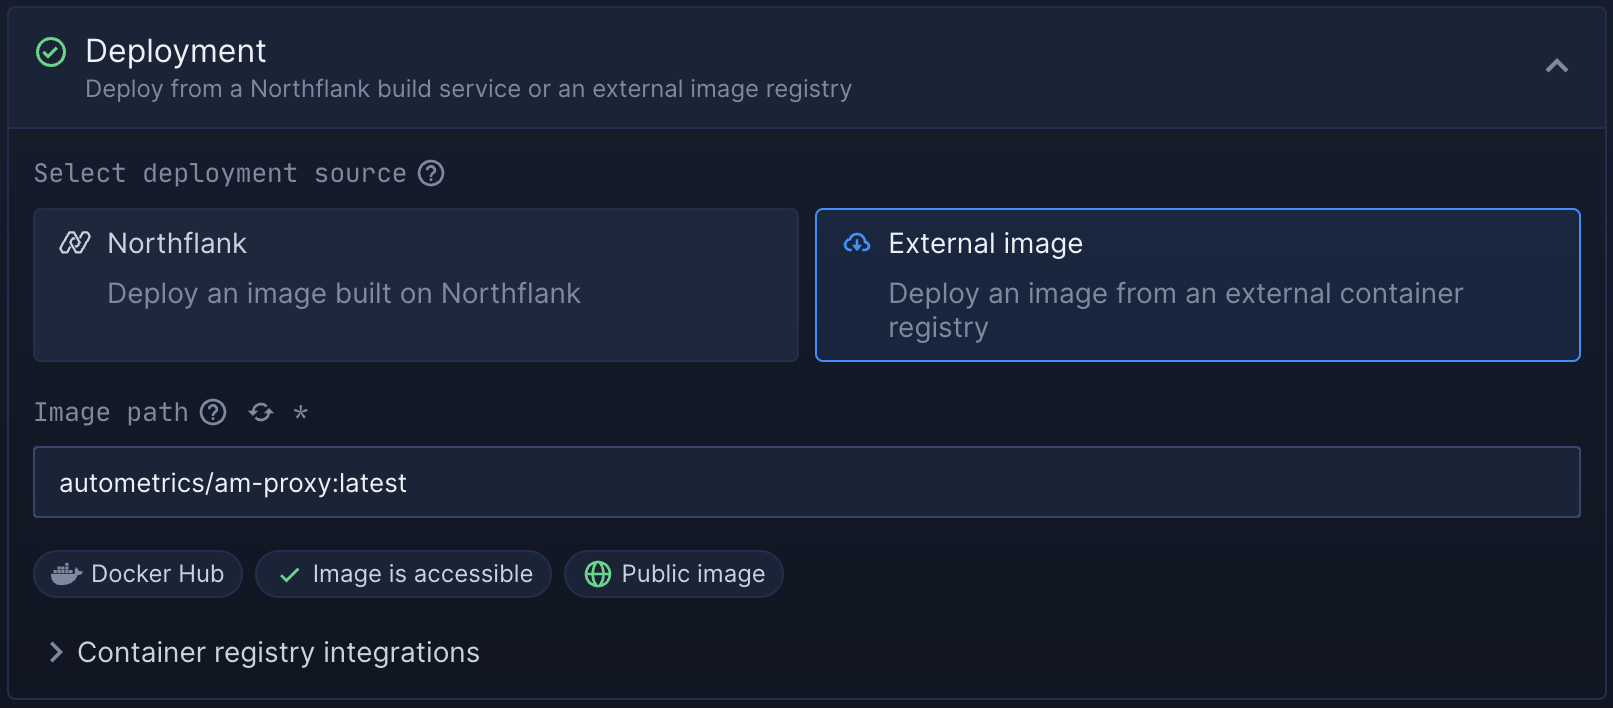 Deployment
Deploy from a Northflank build service or an external image registry
Select deployment source
Northflank
Deploy an image built on Northflank
External image
Deploy an image from an external container
registry
Image path *
autometrics/am-proxy:latest
Docker Hub
Image is accessible
Public image
Container registry integrations